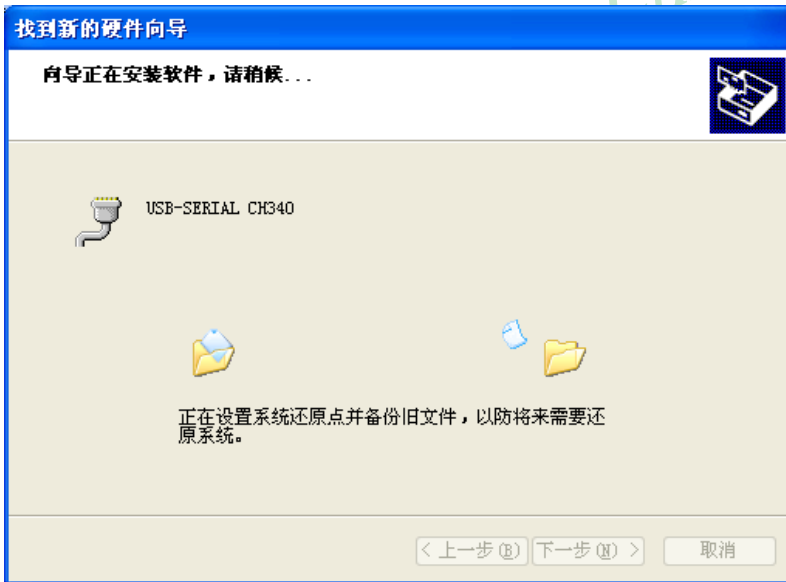 找到新的硬件向导
向导正在安装软件，请稍候...
USB-SERIAL CH340
正在设置系统还原点并备份旧文件，以防将来需要还
原系统。
< 上一步(B) 下一步(N) > 取消